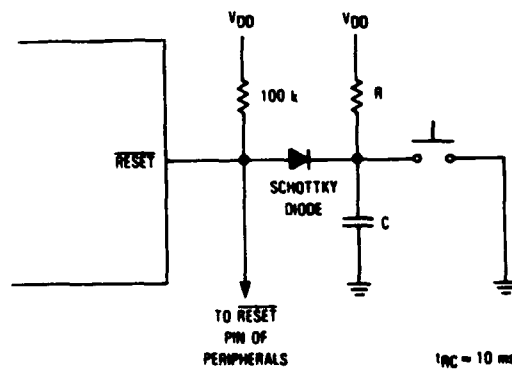 VDD
VDD
100 k
R
RESET
SCHOTTKY
DIODE
C
TO RESET
PIN OF
PERIPHERALS
tRC ≈ 10 ms